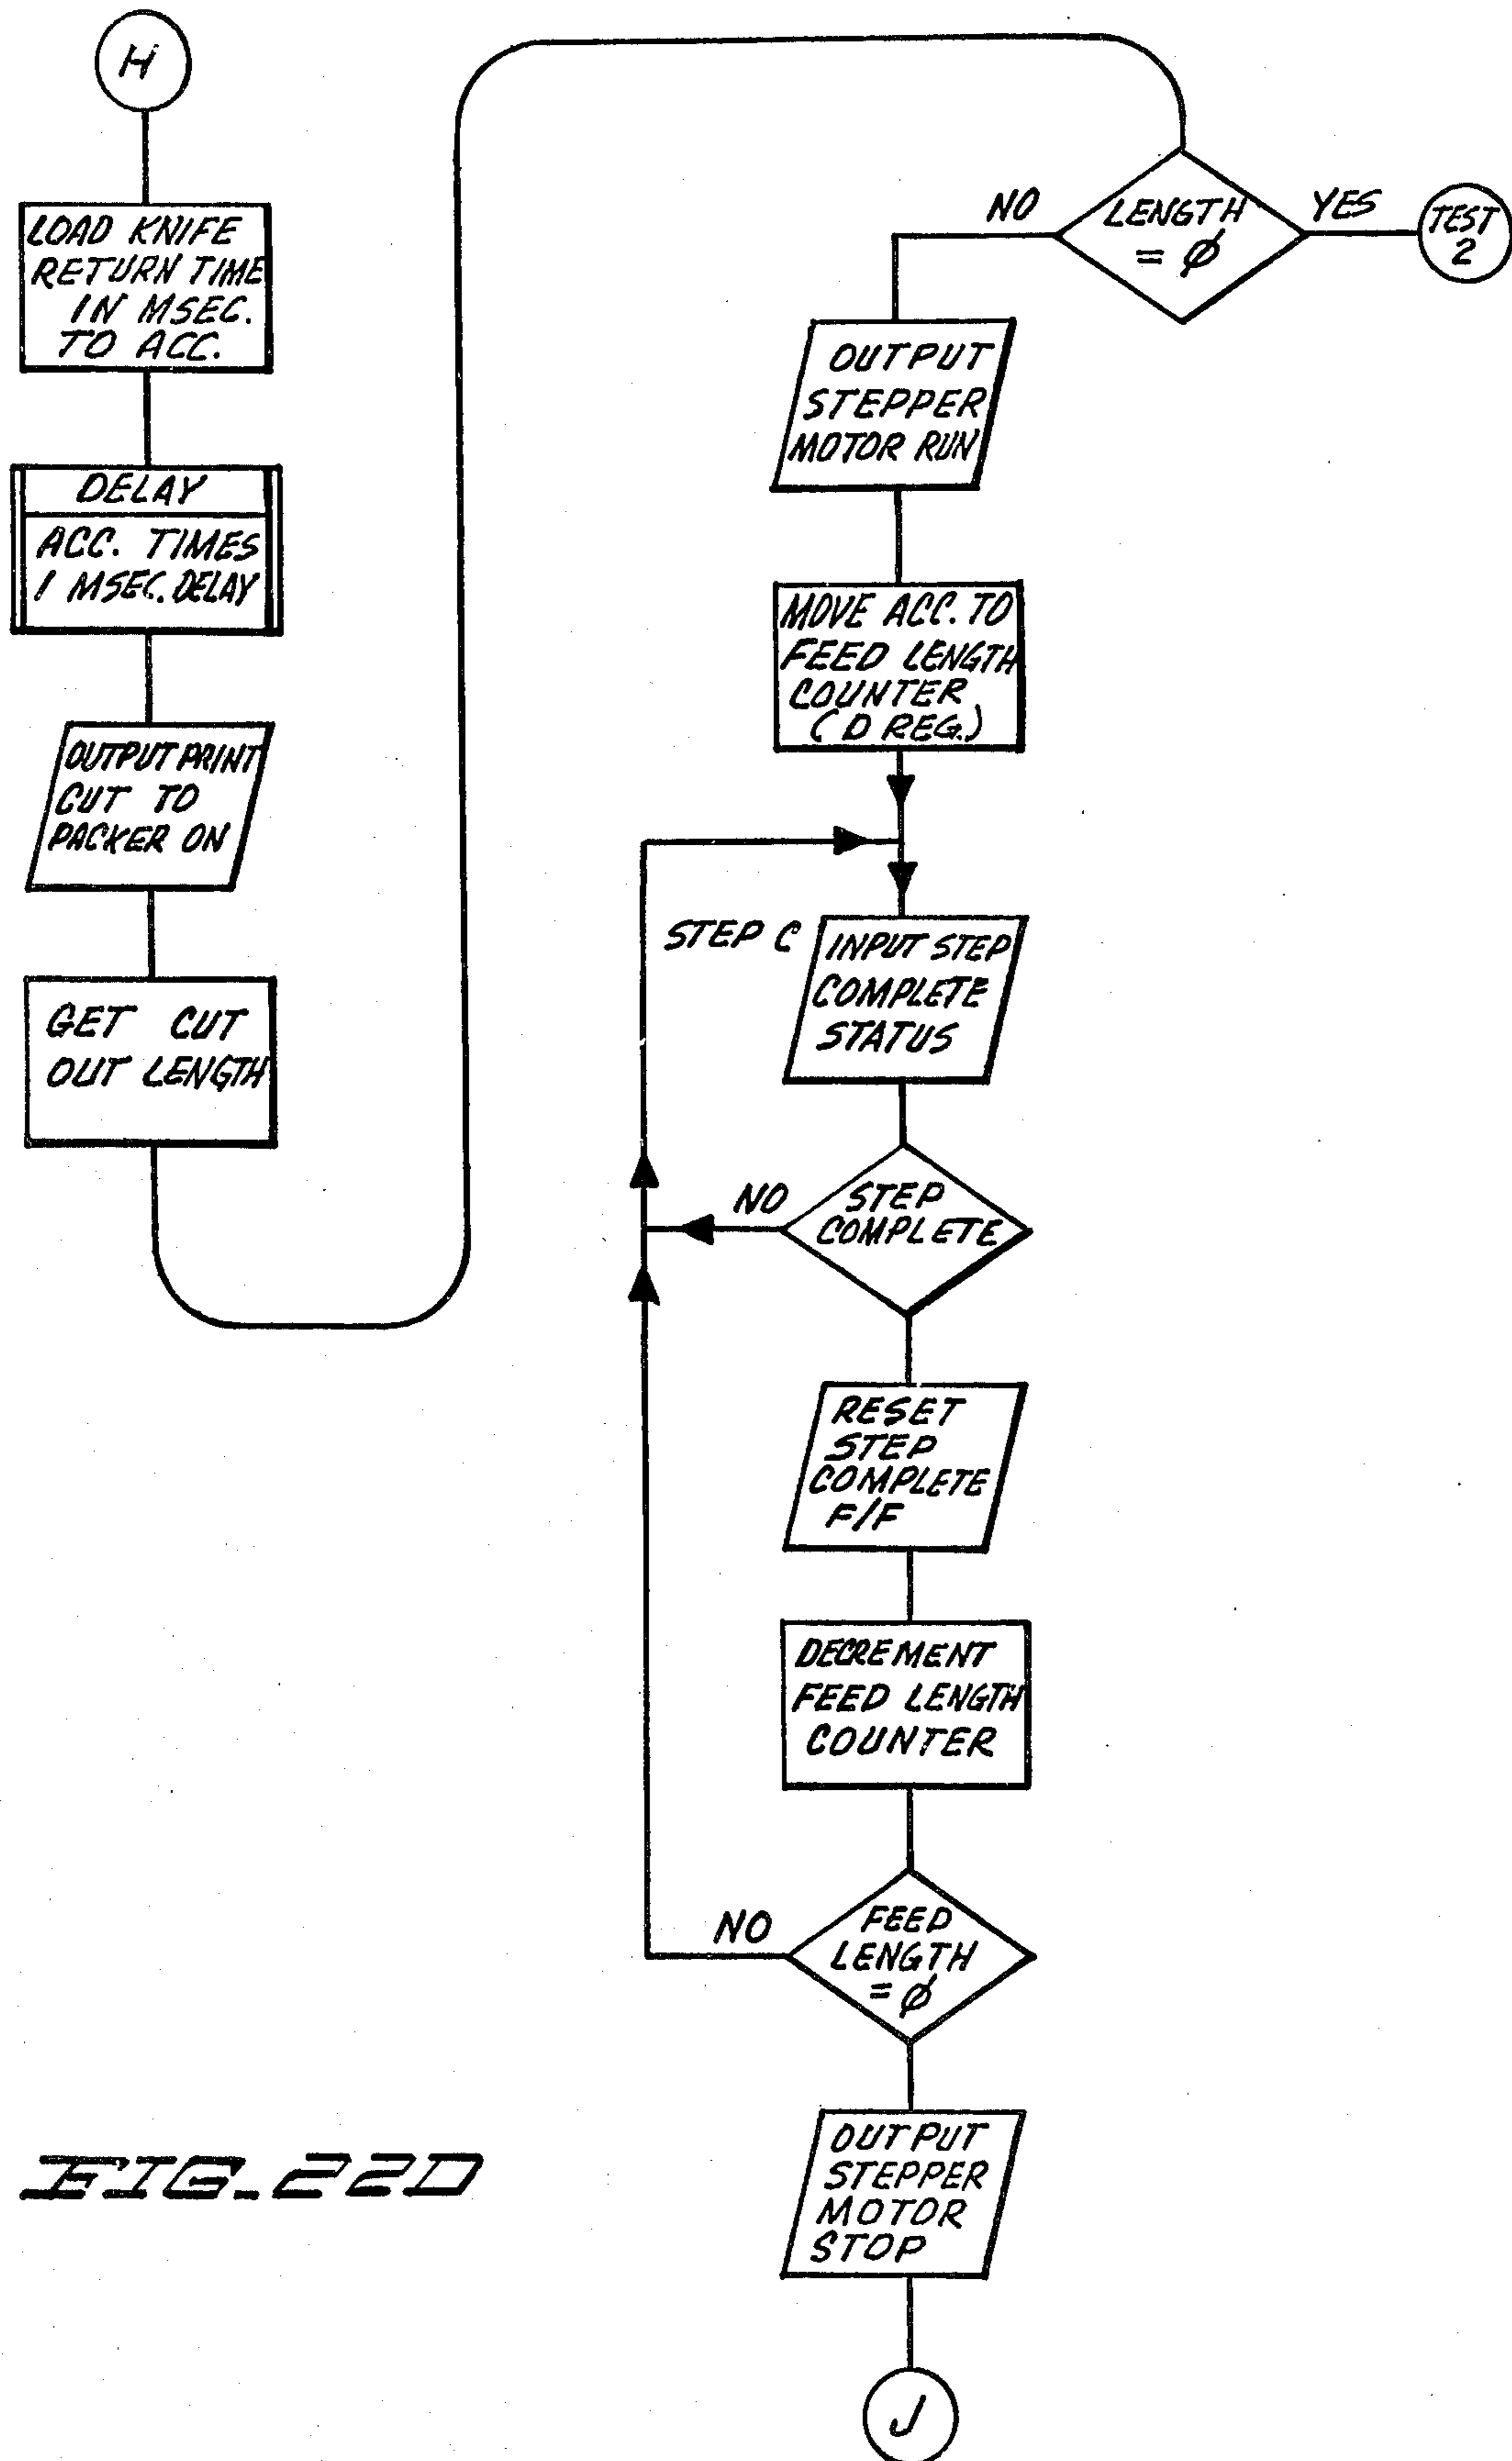 H
LOAD KNIFE
RETURN TIME
IN MSEC.
TO ACC.
DELAY
ACC. TIMES
1 MSEC. DELAY
OUTPUT PRINT
CUT TO
PACKER ON
GET CUT
OUT LENGTH
LENGTH
= φ
NO
YES
TEST
2
OUTPUT
STEPPER
MOTOR RUN
MOVE ACC. TO
FEED LENGTH
COUNTER
(D REG.)
STEP C
INPUT STEP
COMPLETE
STATUS
NO
STEP
COMPLETE
RESET
STEP
COMPLETE
F/F
DECREMENT
FEED LENGTH
COUNTER
NO
FEED
LENGTH
= φ
OUTPUT
STEPPER
MOTOR
STOP
J
FIG. 22D